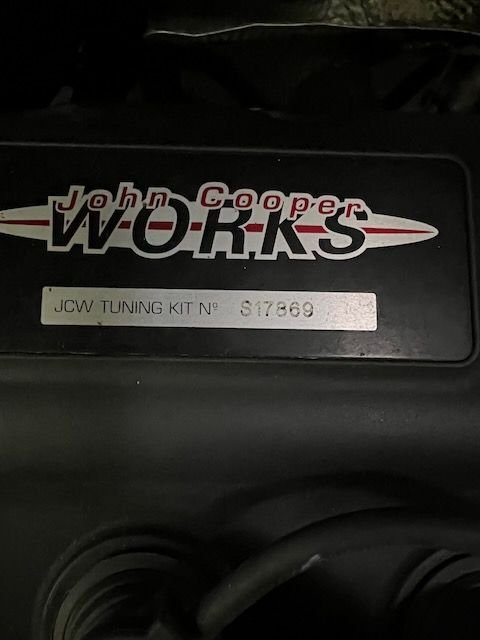 John Cooper
WORKS
JCW TUNING KIT Nº S17869